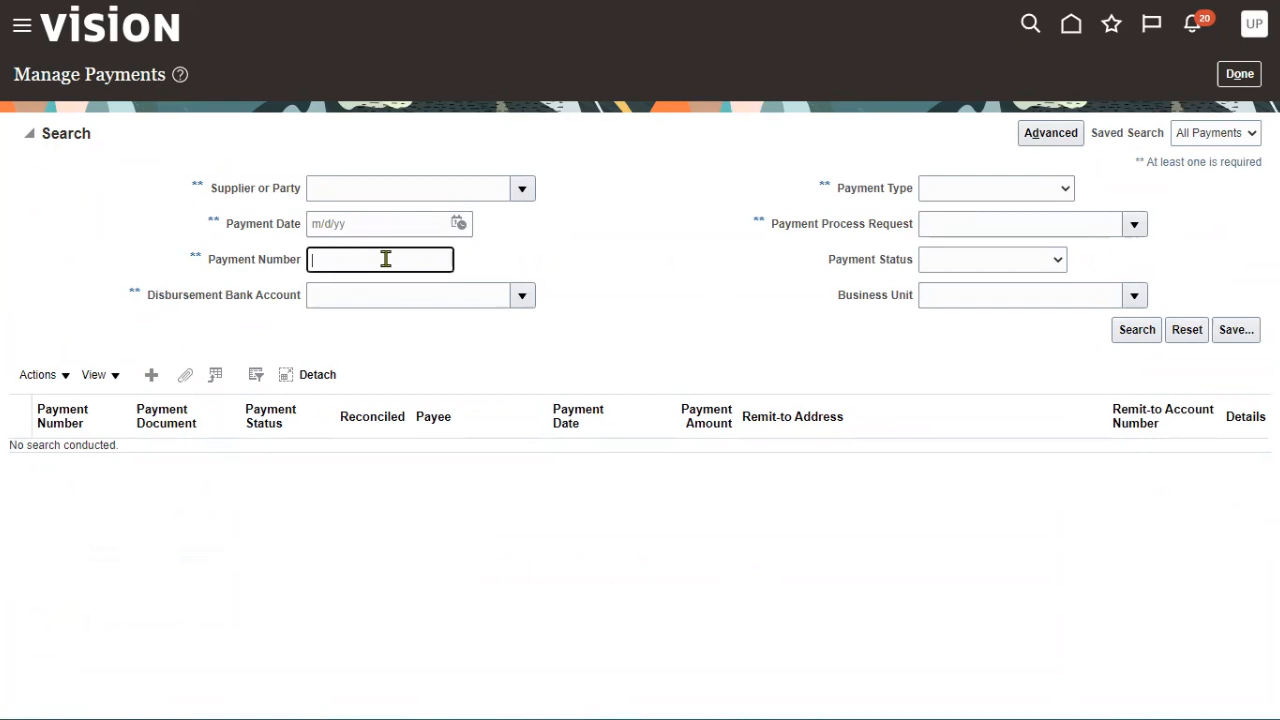 vision
20
UP
Manage Payments ?
Done
Search
Advanced Saved Search All Payments
** At least one is required
** Supplier or Party
** Payment Type
** Payment Date m/d/yy
** Payment Process Request
** Payment Number
Payment Status
** Disbursement Bank Account
Business Unit
Search Reset Save...
Actions View Detach
Payment Number
Payment Document
Payment Status
Reconciled
Payee
Payment Date
Payment Amount
Remit-to Address
Remit-to Account Number
Details
No search conducted.